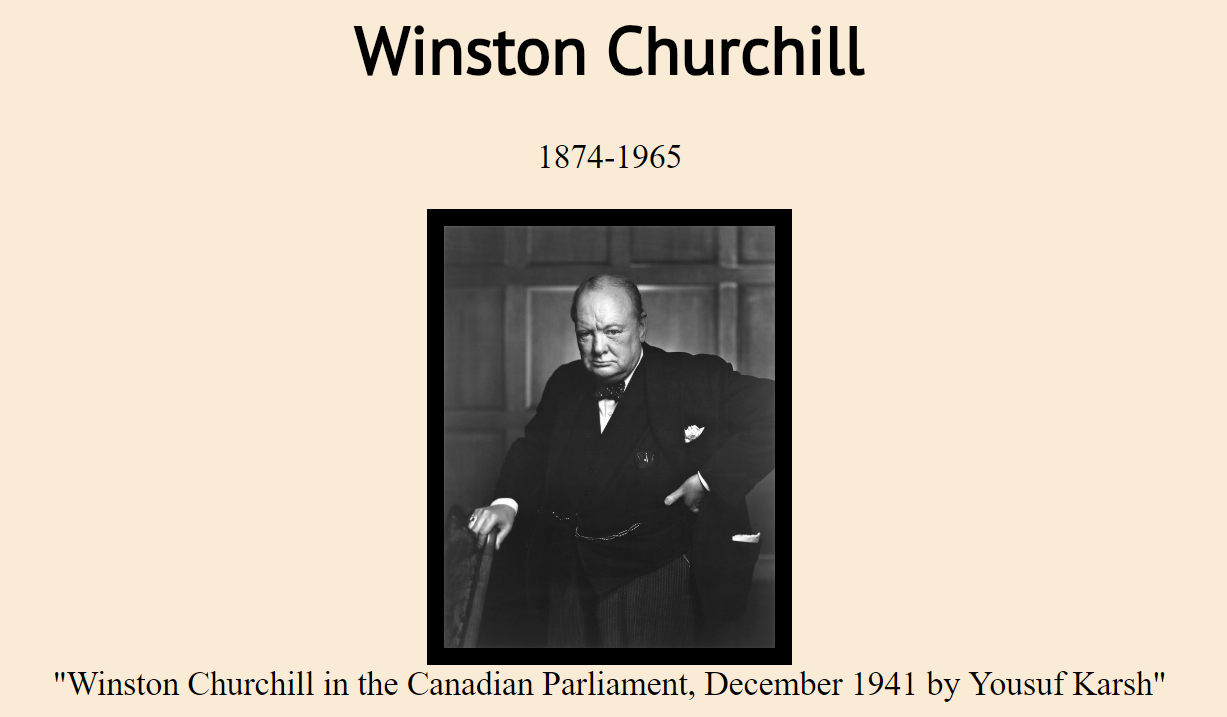 Winston Churchill
1874-1965
"Winston Churchill in the Canadian Parliament, December 1941 by Yousuf Karsh"